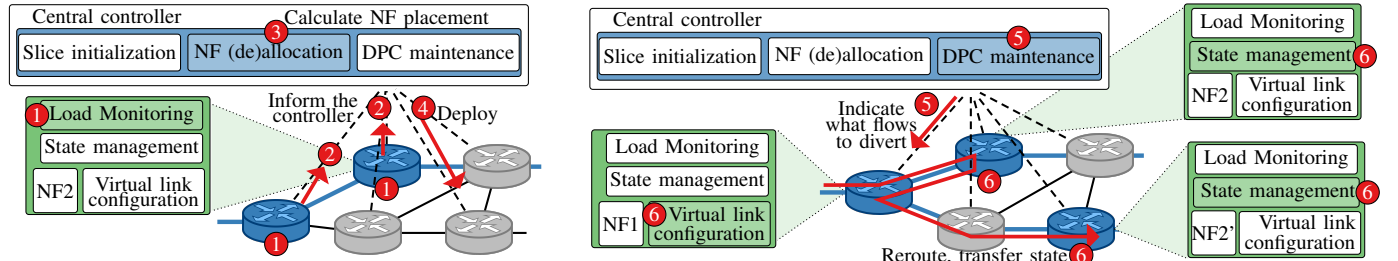 Central controller
Calculate NF placement
3
Slice initialization
NF (de)allocation
DPC maintenance
1
Load Monitoring
State management
NF2
Virtual link
configuration
Inform the
controller
2
2
4
Deploy
1
1
Central controller
5
Slice initialization
NF (de)allocation
DPC maintenance
5
Indicate
what flows
to divert
Load Monitoring
State management
NF1
6
Virtual link
configuration
6
Reroute, transfer state
6
Load Monitoring
State management
6
NF2
Virtual link
configuration
Load Monitoring
State management
6
NF2'
Virtual link
configuration